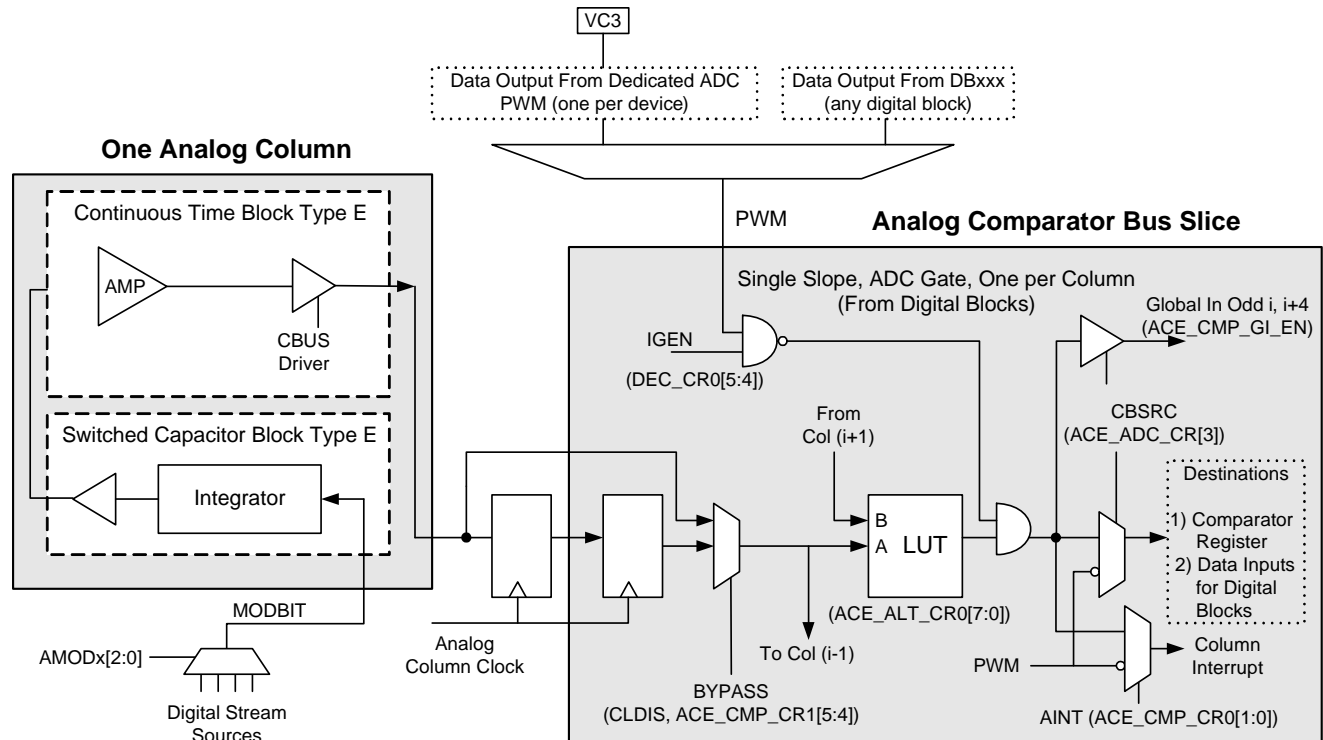 VC3
Data Output From Dedicated ADC
PWM (one per device)
Data Output From DBxxx
(any digital block)
One Analog Column
Continuous Time Block Type E
AMP
CBUS
Driver
Switched Capacitor Block Type E
Integrator
MODBIT
AMODx[2:0]
Digital Stream
Sources
Analog
Column Clock
PWM
Analog Comparator Bus Slice
Single Slope, ADC Gate, One per Column
(From Digital Blocks)
IGEN
(DEC_CR0[5:4])
Global In Odd i, i+4
(ACE_CMP_GI_EN)
From
Col (i+1)
CBSRC
(ACE_ADC_CR[3])
B
A
LUT
(ACE_ALT_CR0[7:0])
Destinations
1) Comparator
Register
2) Data Inputs
for Digital
Blocks
To Col (i-1)
PWM
Column
Interrupt
BYPASS
(CLDIS, ACE_CMP_CR1[5:4])
AINT (ACE_CMP_CR0[1:0])